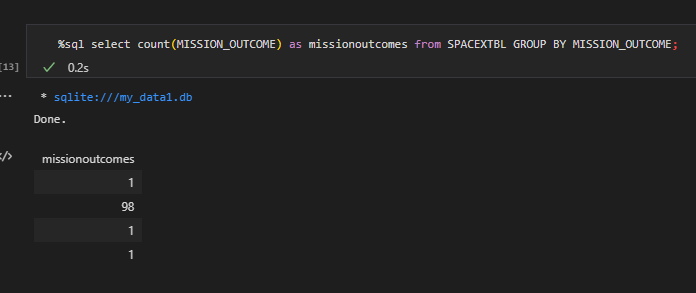 %sql select count(MISSION_OUTCOME) as missionoutcomes from SPACEXTBL GROUP BY MISSION_OUTCOME;
[13]
0.2s
...
* sqlite:///my_data1.db
Done.
</>
missionoutcomes
1
98
1
1